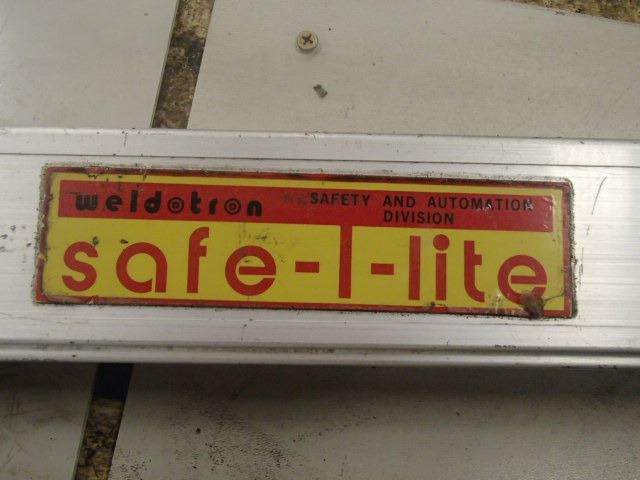 weldotron SAFETY AND AUTOMATION
DIVISION
safe-T-lite